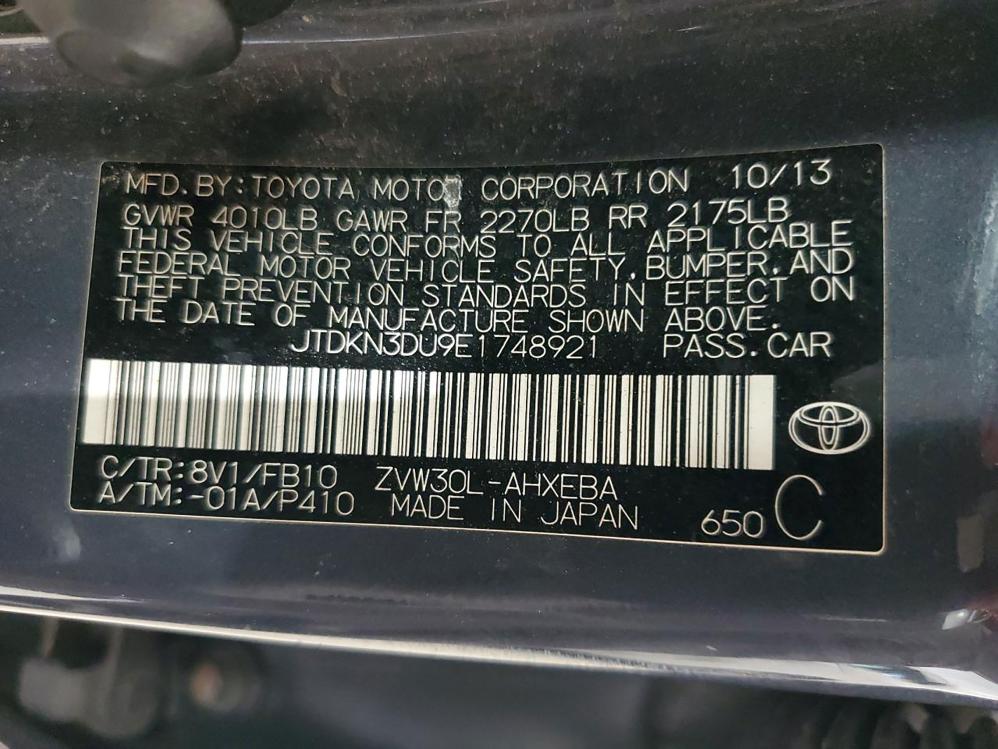 MFD.BY:TOYOTA MOTOR CORPORATION 10/13
GVWR 4010LB GAWR FR 2270LB RR 2175LB
THIS VEHICLE CONFORMS TO ALL APPLICABLE
FEDERAL MOTOR VEHICLE SAFETY,BUMPER,AND
THEFT PREVENTION STANDARDS IN EFFECT ON
THE DATE OF MANUFACTURE SHOWN ABOVE.
JTDKN3DU9E1748921 PASS.CAR
C/TR:8V1/FB10 ZVW30L-AHXEBA
A/TM:-01A/P410 MADE IN JAPAN 650 C